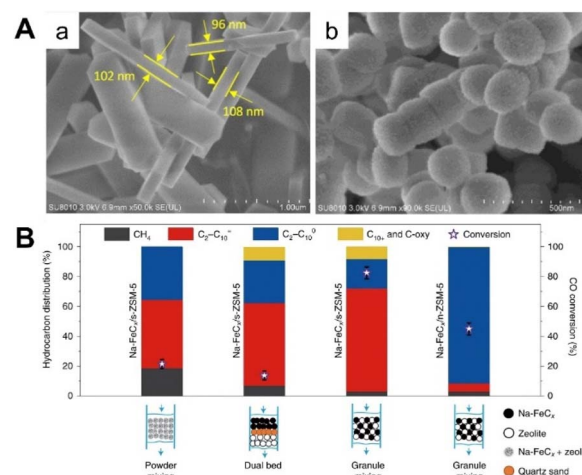 A
a
b
96 nm
102 nm
108 nm
SU8010 3.0kV 6.9mm x50.0k SE(UL)
1.00um
SU8010 3.0kV 6.9mm x90.0k SE(UL)
500nm
B
CH₄
C₂–C₁₀⁼
C₂–C₁₀⁰
C₁₀₊ and C-oxy
Conversion
Hydrocarbon distribution (%)
100
80
60
40
20
0
Na-FeCₓ/s-ZSM-5
Na-FeCₓ/s-ZSM-5
Na-FeCₓ/s-ZSM-5
Na-FeCₓ/n-ZSM-5
100
80
60
40
20
0
CO conversion (%)
Powder
Dual bed
Granule
Granule
Na-FeCₓ
Zeolite
Na-FeCₓ + zeol
Quartz sand